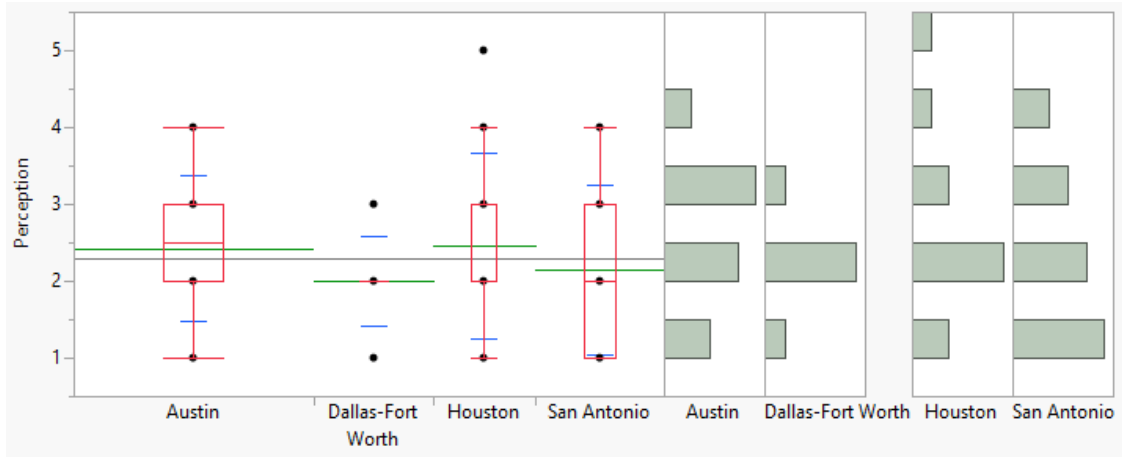 Perception
5
4
3
2
1
Austin
Dallas-Fort
Worth
Houston
San Antonio
Austin
Dallas-Fort Worth
Houston
San Antonio